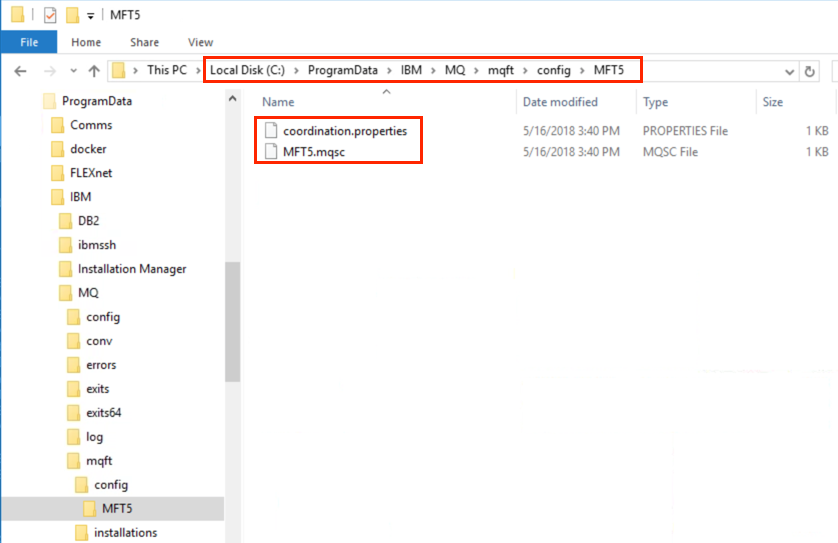 MFT5
File Home Share View
This PC Local Disk (C:) ProgramData IBM MQ mqft config MFT5
ProgramData
Comms
docker
FLEXnet
IBM
DB2
ibmssh
Installation Manager
MQ
config
conv
errors
exits
exits64
log
mqft
config
MFT5
installations
Name Date modified Type Size
coordination.properties 5/16/2018 3:40 PM PROPERTIES File 1 KB
MFT5.mqsc 5/16/2018 3:40 PM MQSC File 1 KB